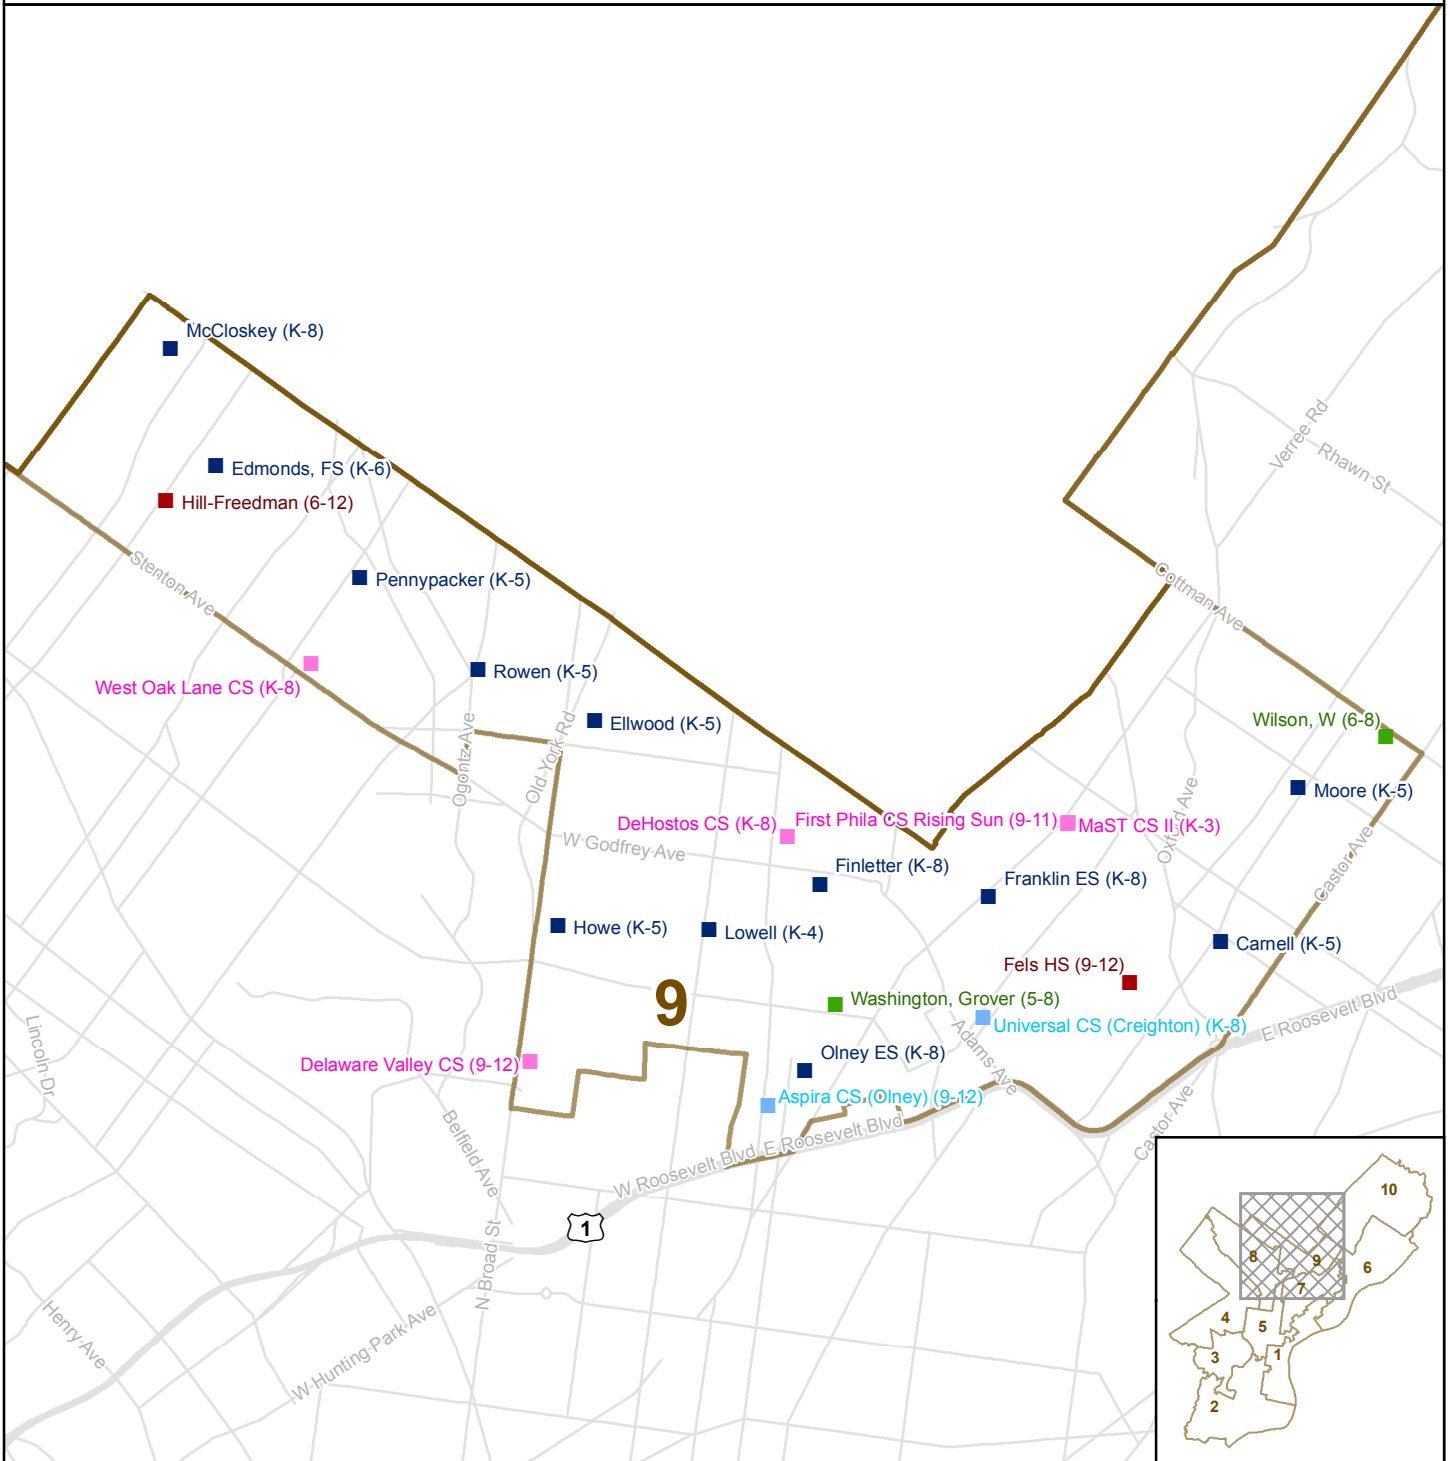 McCloskey (K-8)
Edmonds, FS (K-6)
Hill-Freedman (6-12)
Verree Rd
Rhawn St
Stenton Ave
Pennypacker (K-5)
Cottman Ave
West Oak Lane CS (K-8)
Rowen (K-5)
Ellwood (K-5)
Ogontz Ave
Old York Rd
Wilson, W (6-8)
Moore (K-5)
DeHostos CS (K-8)
First Phila CS Rising Sun (9-11)
MaST CS II (K-3)
Oxford Ave
W Godfrey Ave
Finletter (K-8)
Franklin ES (K-8)
Castor Ave
Howe (K-5)
Lowell (K-4)
Carnell (K-5)
Fels HS (9-12)
9
Washington, Grover (5-8)
Universal CS (Creighton) (K-8)
E Roosevelt Blvd
Lincoln Dr
Delaware Valley CS (9-12)
Olney ES (K-8)
Adams Ave
Aspira CS (Olney) (9-12)
Belfield Ave
W Roosevelt Blvd
E Roosevelt Blvd
Castor Ave
1
N Broad St
Henry Ave
W Hunting Park Ave
10
8
9
6
7
4
5
3
1
2